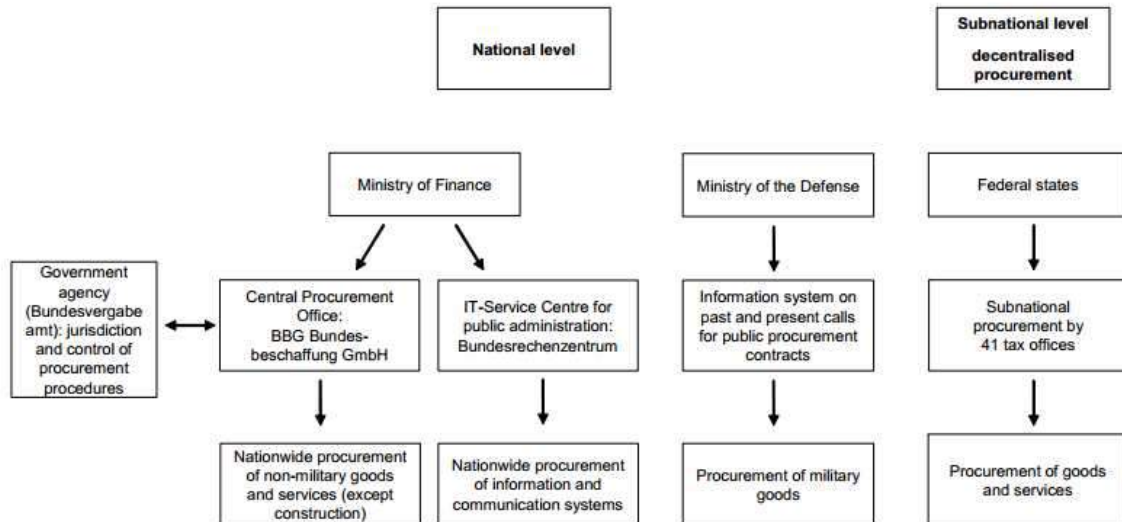 National level
Subnational level
decentralised
procurement
Ministry of Finance
Ministry of the Defense
Federal states
Government
agency
(Bundesvergabe
amt): jurisdiction
and control of
procurement
procedures
Central Procurement
Office:
BBG Bundes-
beschaffung GmbH
IT-Service Centre for
public administration:
Bundesrechenzentrum
Information system on
past and present calls
for public procurement
contracts
Subnational
procurement by
41 tax offices
Nationwide procurement
of non-military goods
and services (except
construction)
Nationwide procurement
of information and
communication systems
Procurement of military
goods
Procurement of goods
and services